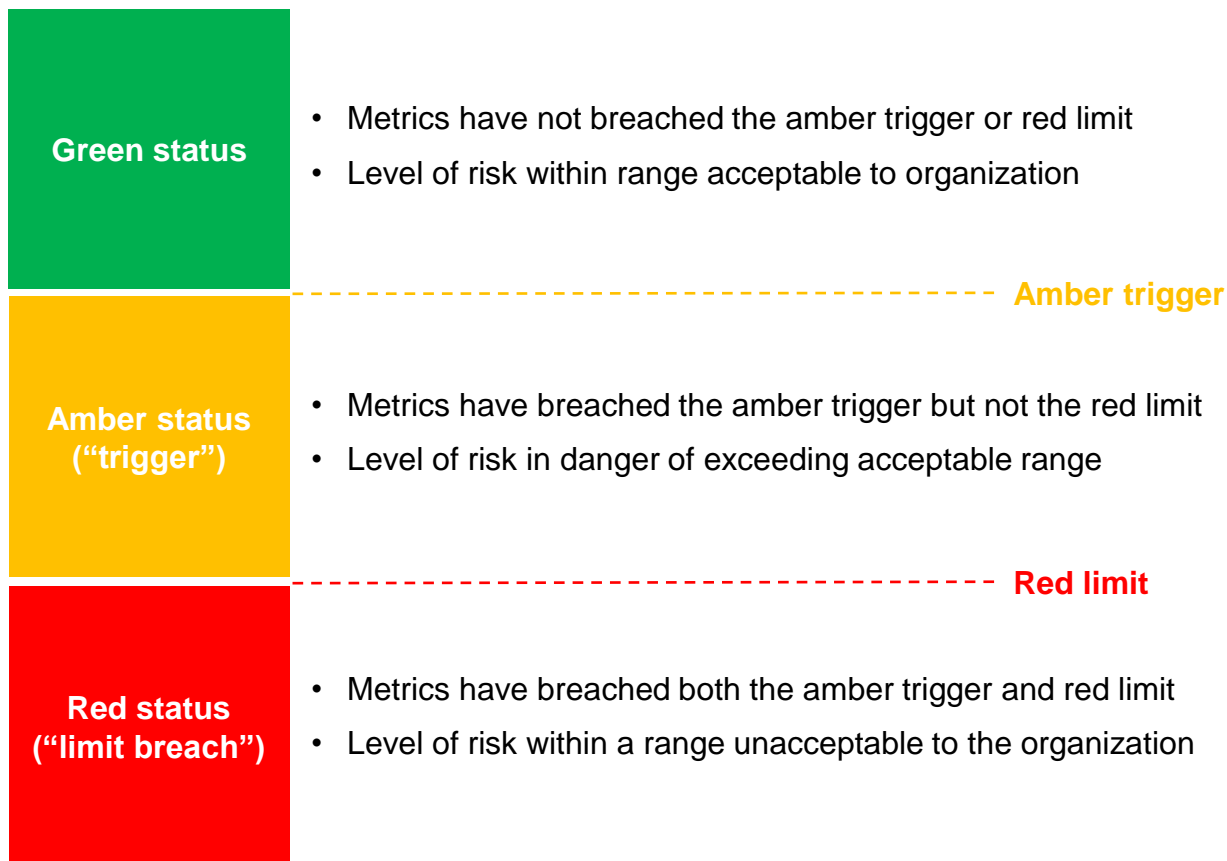 Green status
• Metrics have not breached the amber trigger or red limit
• Level of risk within range acceptable to organization
Amber trigger
Amber status
(“trigger”)
• Metrics have breached the amber trigger but not the red limit
• Level of risk in danger of exceeding acceptable range
Red limit
Red status
(“limit breach”)
• Metrics have breached both the amber trigger and red limit
• Level of risk within a range unacceptable to the organization